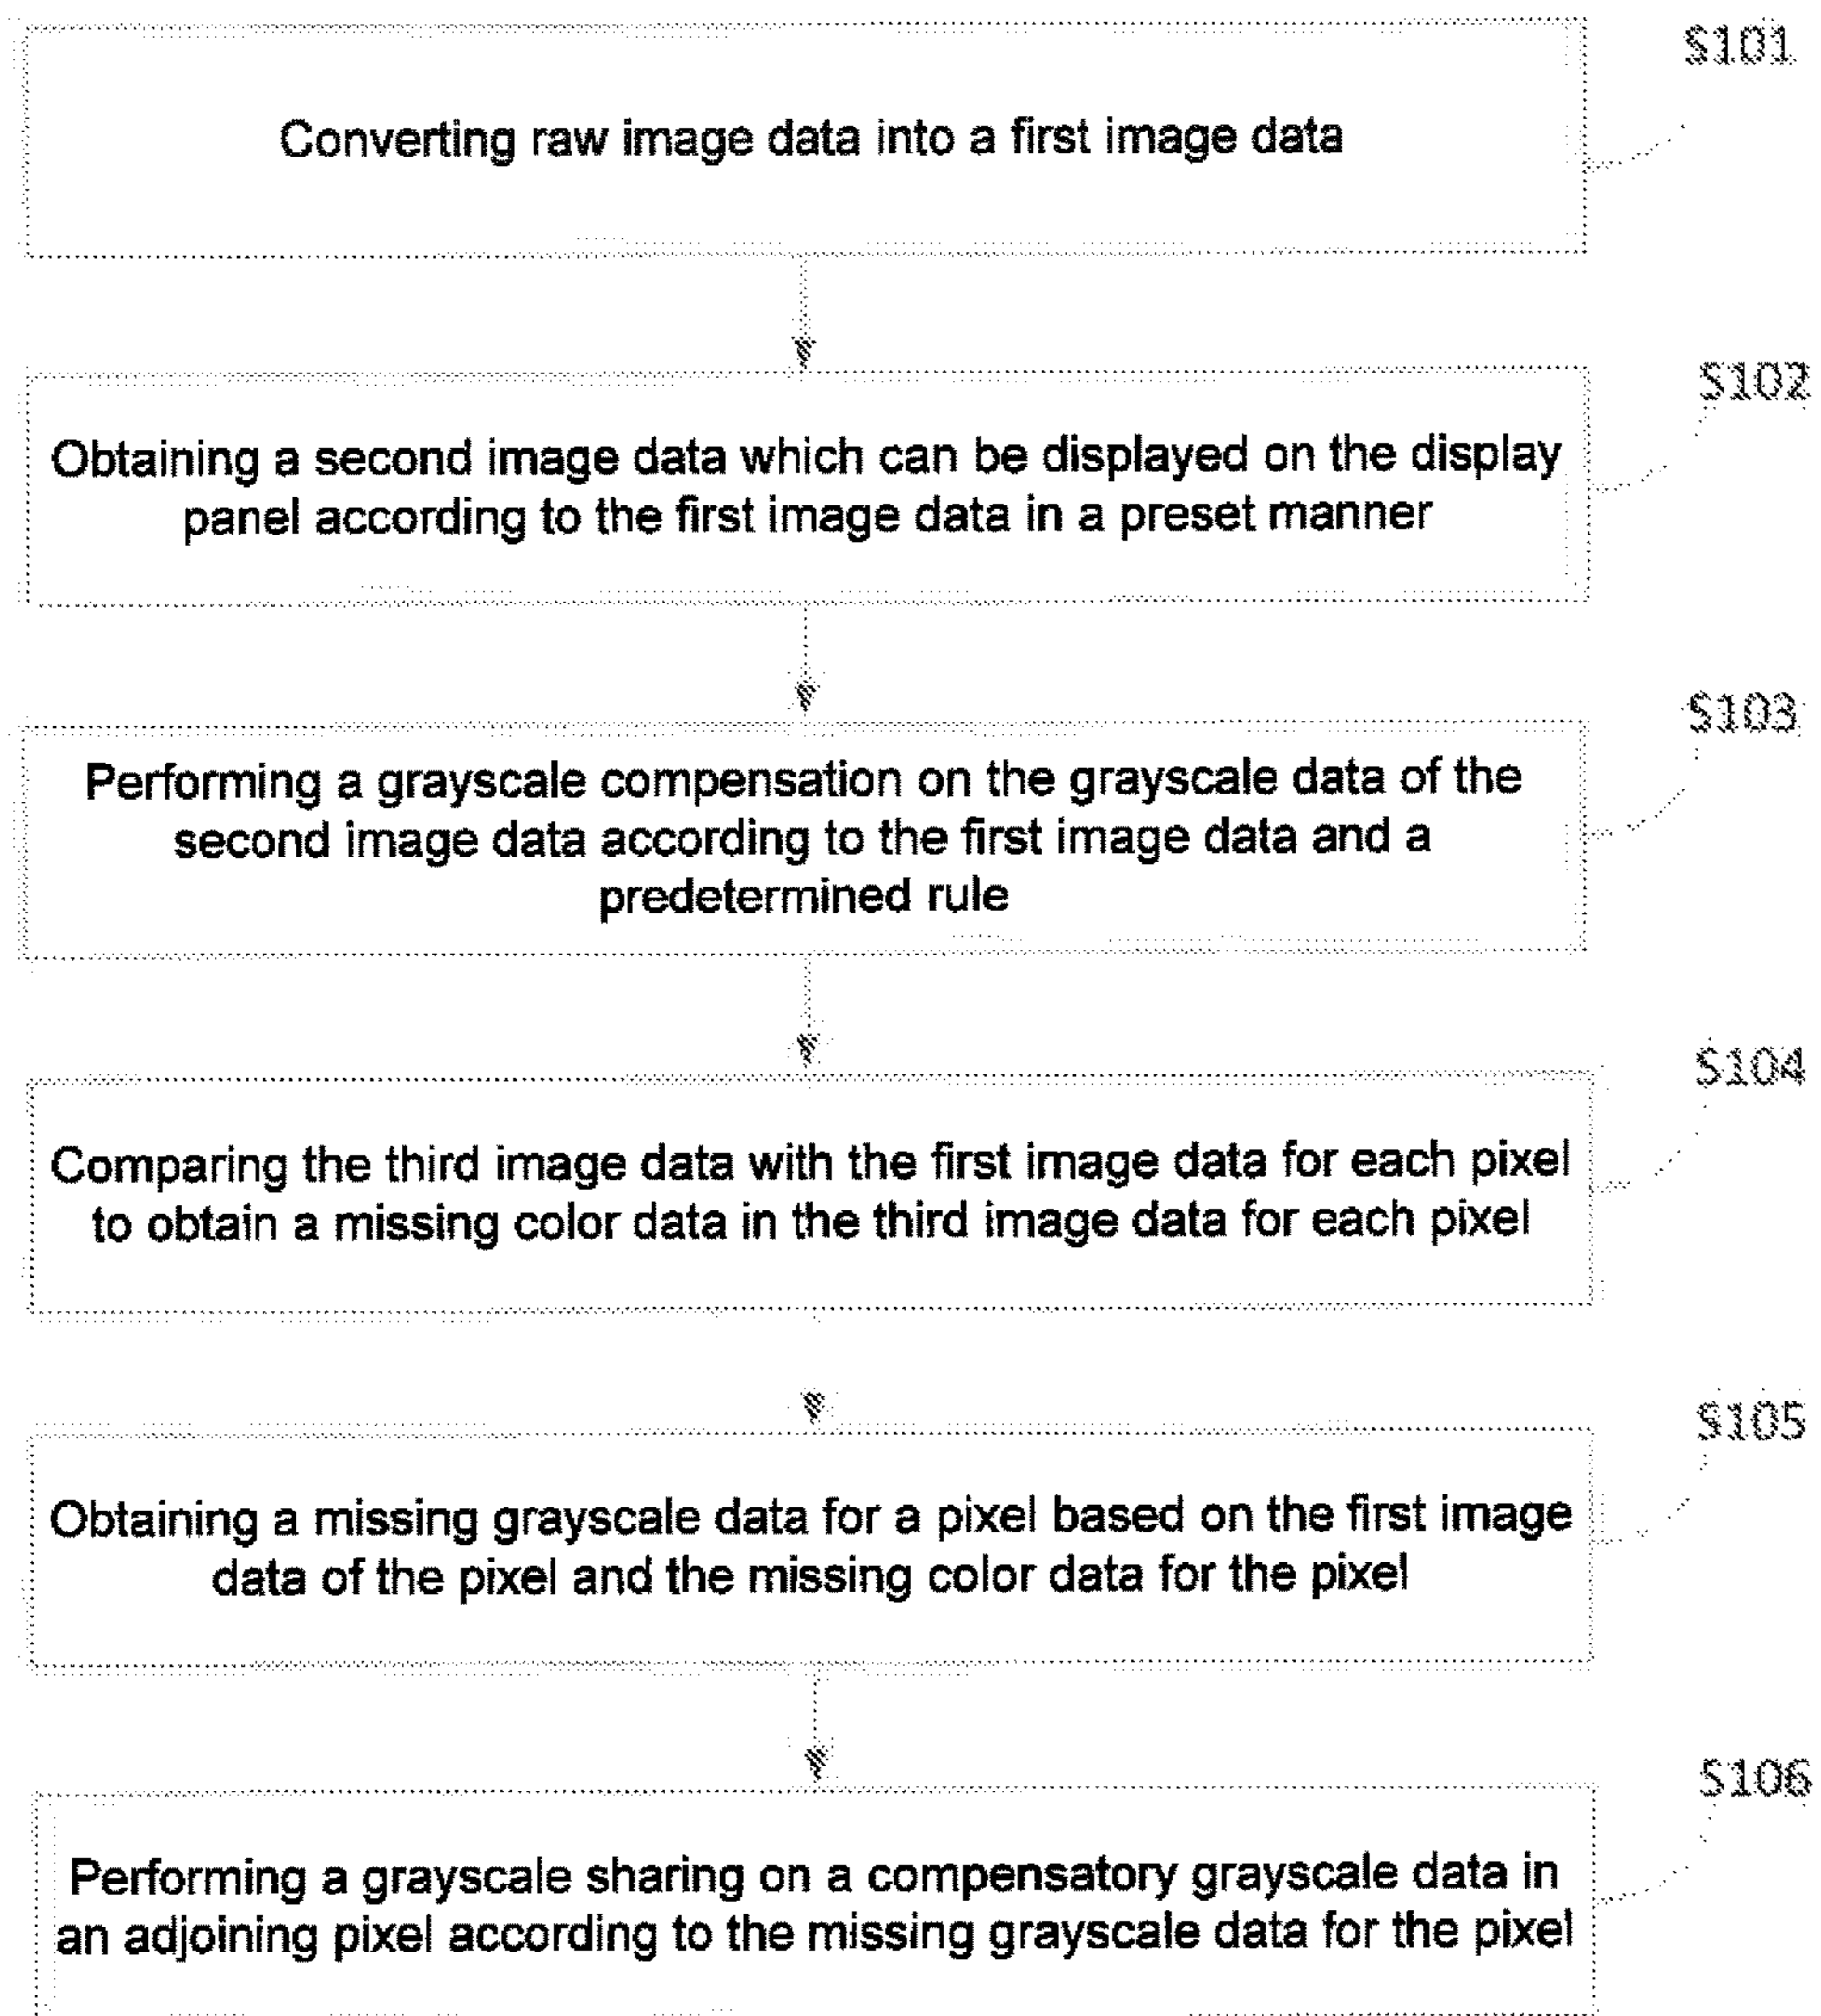 S101
Converting raw image data into a first image data
S102
Obtaining a second image data which can be displayed on the display
panel according to the first image data in a preset manner
S103
Performing a grayscale compensation on the grayscale data of the
second image data according to the first image data and a
predetermined rule
S104
Comparing the third image data with the first image data for each pixel
to obtain a missing color data in the third image data for each pixel
S105
Obtaining a missing grayscale data for a pixel based on the first image
data of the pixel and the missing color data for the pixel
S106
Performing a grayscale sharing on a compensatory grayscale data in
an adjoining pixel according to the missing grayscale data for the pixel